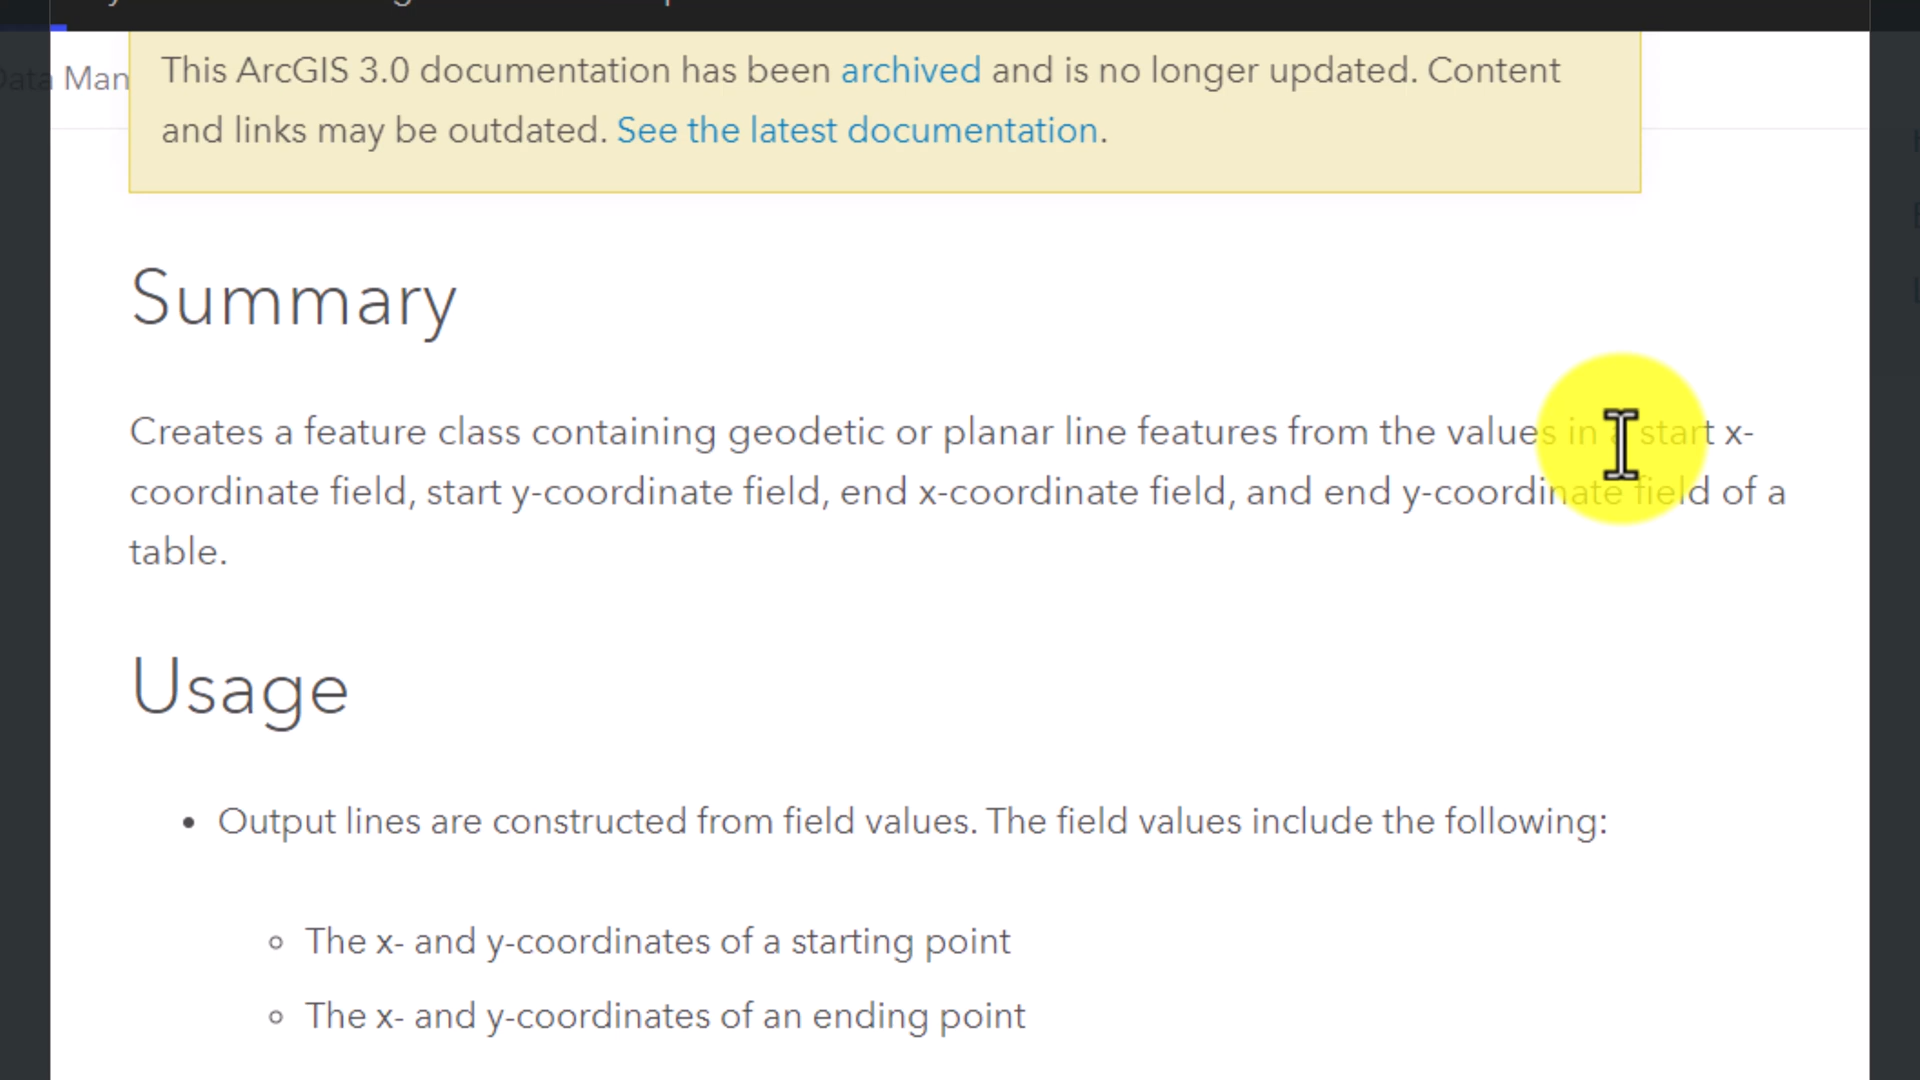 Data Man
This ArcGIS 3.0 documentation has been archived and is no longer updated. Content
and links may be outdated. See the latest documentation.
Summary
Creates a feature class containing geodetic or planar line features from the values in a start x-
coordinate field, start y-coordinate field, end x-coordinate field, and end y-coordinate field of a
table.
Usage
• Output lines are constructed from field values. The field values include the following:
◦ The x- and y-coordinates of a starting point
◦ The x- and y-coordinates of an ending point